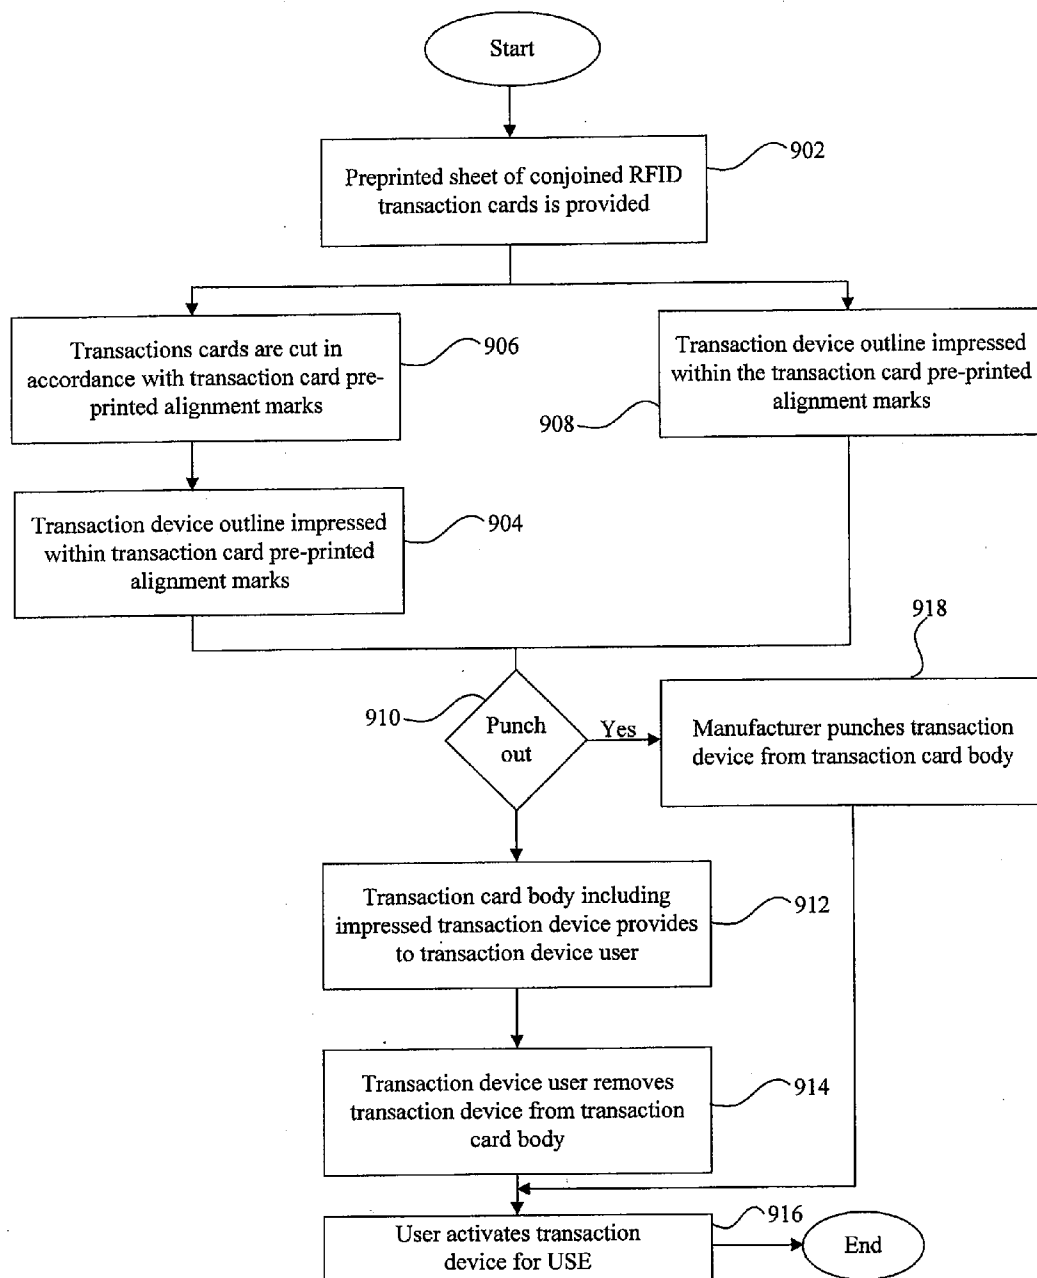 Start
902
Preprinted sheet of conjoined RFID
transaction cards is provided
Transactions cards are cut in
accordance with transaction card pre-
printed alignment marks
906
Transaction device outline impressed
within the transaction card pre-printed
alignment marks
908
Transaction device outline impressed
within transaction card pre-printed
alignment marks
904
918
910
Punch
out
Yes
Manufacturer punches transaction
device from transaction card body
Transaction card body including
impressed transaction device provides
to transaction device user
912
Transaction device user removes
transaction device from transaction
card body
914
User activates transaction
device for USE
916
End